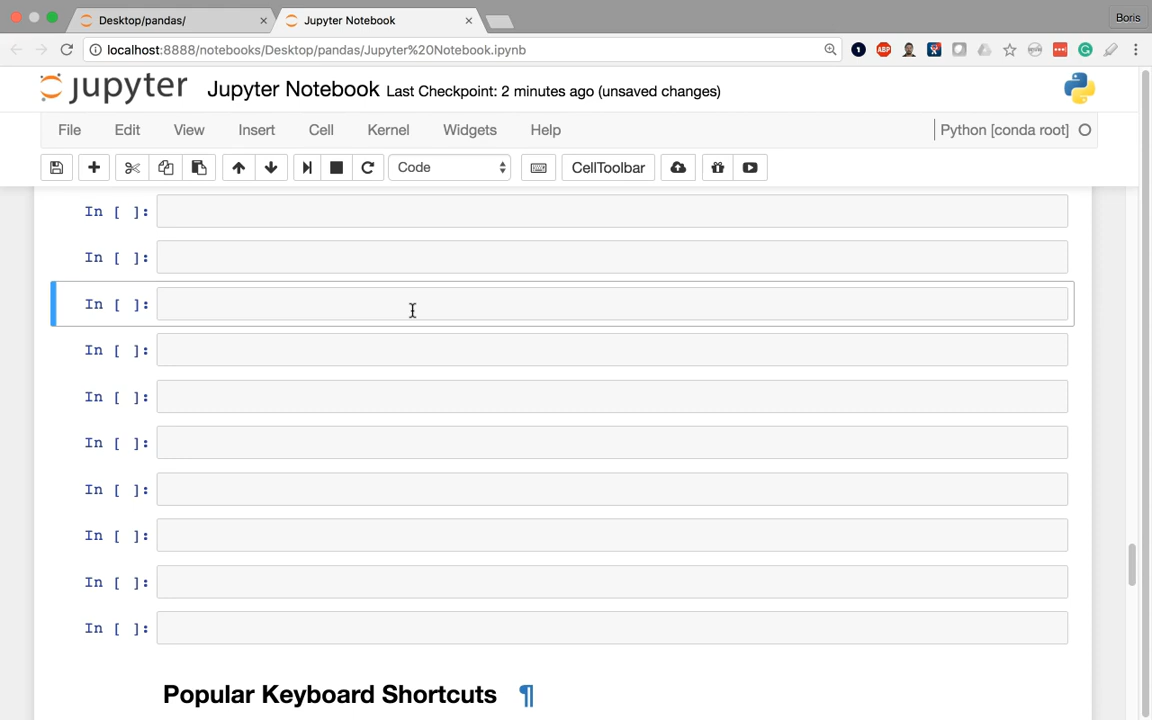 Desktop/pandas/ Jupyter Notebook Boris
localhost:8888/notebooks/Desktop/pandas/Jupyter%20Notebook.ipynb
jupyter Jupyter Notebook Last Checkpoint: 2 minutes ago (unsaved changes)
File Edit View Insert Cell Kernel Widgets Help Python [conda root]
Code CellToolbar
In [ ]:
In [ ]:
In [ ]:
In [ ]:
In [ ]:
In [ ]:
In [ ]:
In [ ]:
In [ ]:
In [ ]:
Popular Keyboard Shortcuts ¶